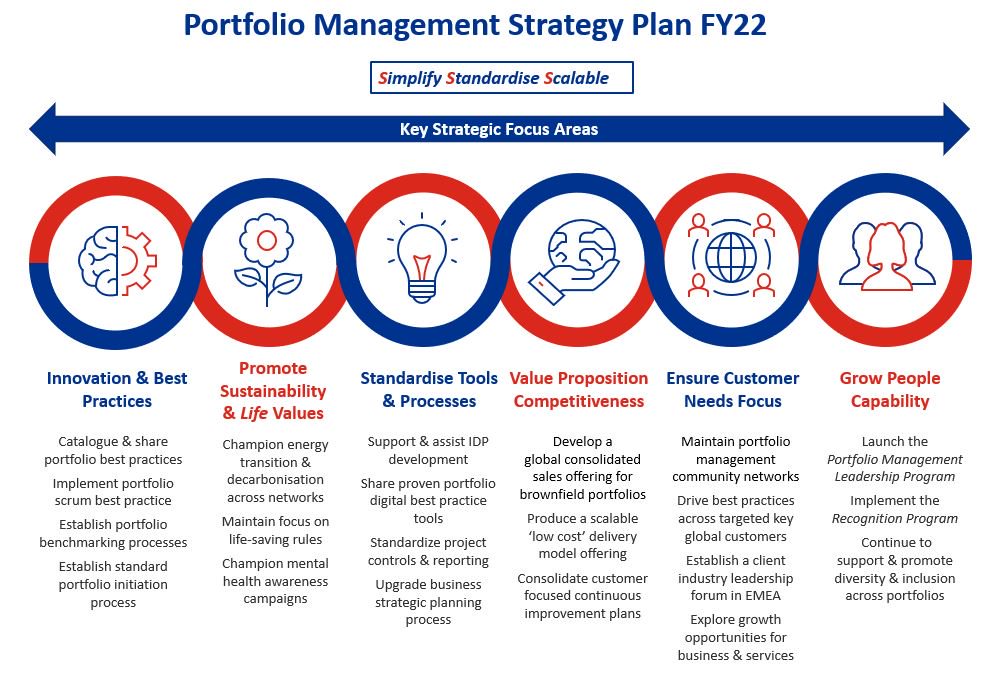 Portfolio Management Strategy Plan FY22
Simplify Standardise Scalable
Key Strategic Focus Areas
Innovation & Best
Practices
Catalogue & share
portfolio best practices
Implement portfolio
scrum best practice
Establish portfolio
benchmarking processes
Establish standard
portfolio initiation
process
Promote
Sustainability
& Life Values
Champion energy
transition &
decarbonisation
across networks
Maintain focus on
life-saving rules
Champion mental
health awareness
campaigns
Standardise Tools
& Processes
Support & assist IDP
development
Share proven portfolio
digital best practice
tools
Standardize project
controls & reporting
Upgrade business
strategic planning
process
Value Proposition
Competitiveness
Develop a
global consolidated
sales offering for
brownfield portfolios
Produce a scalable
‘low cost’ delivery
model offering
Consolidate customer
focused continuous
improvement plans
Ensure Customer
Needs Focus
Maintain portfolio
management
community networks
Drive best practices
across targeted key
global customers
Establish a client
industry leadership
forum in EMEA
Explore growth
opportunities for
business & services
Grow People
Capability
Launch the
Portfolio Management
Leadership Program
Implement the
Recognition Program
Continue to
support & promote
diversity & inclusion
across portfolios